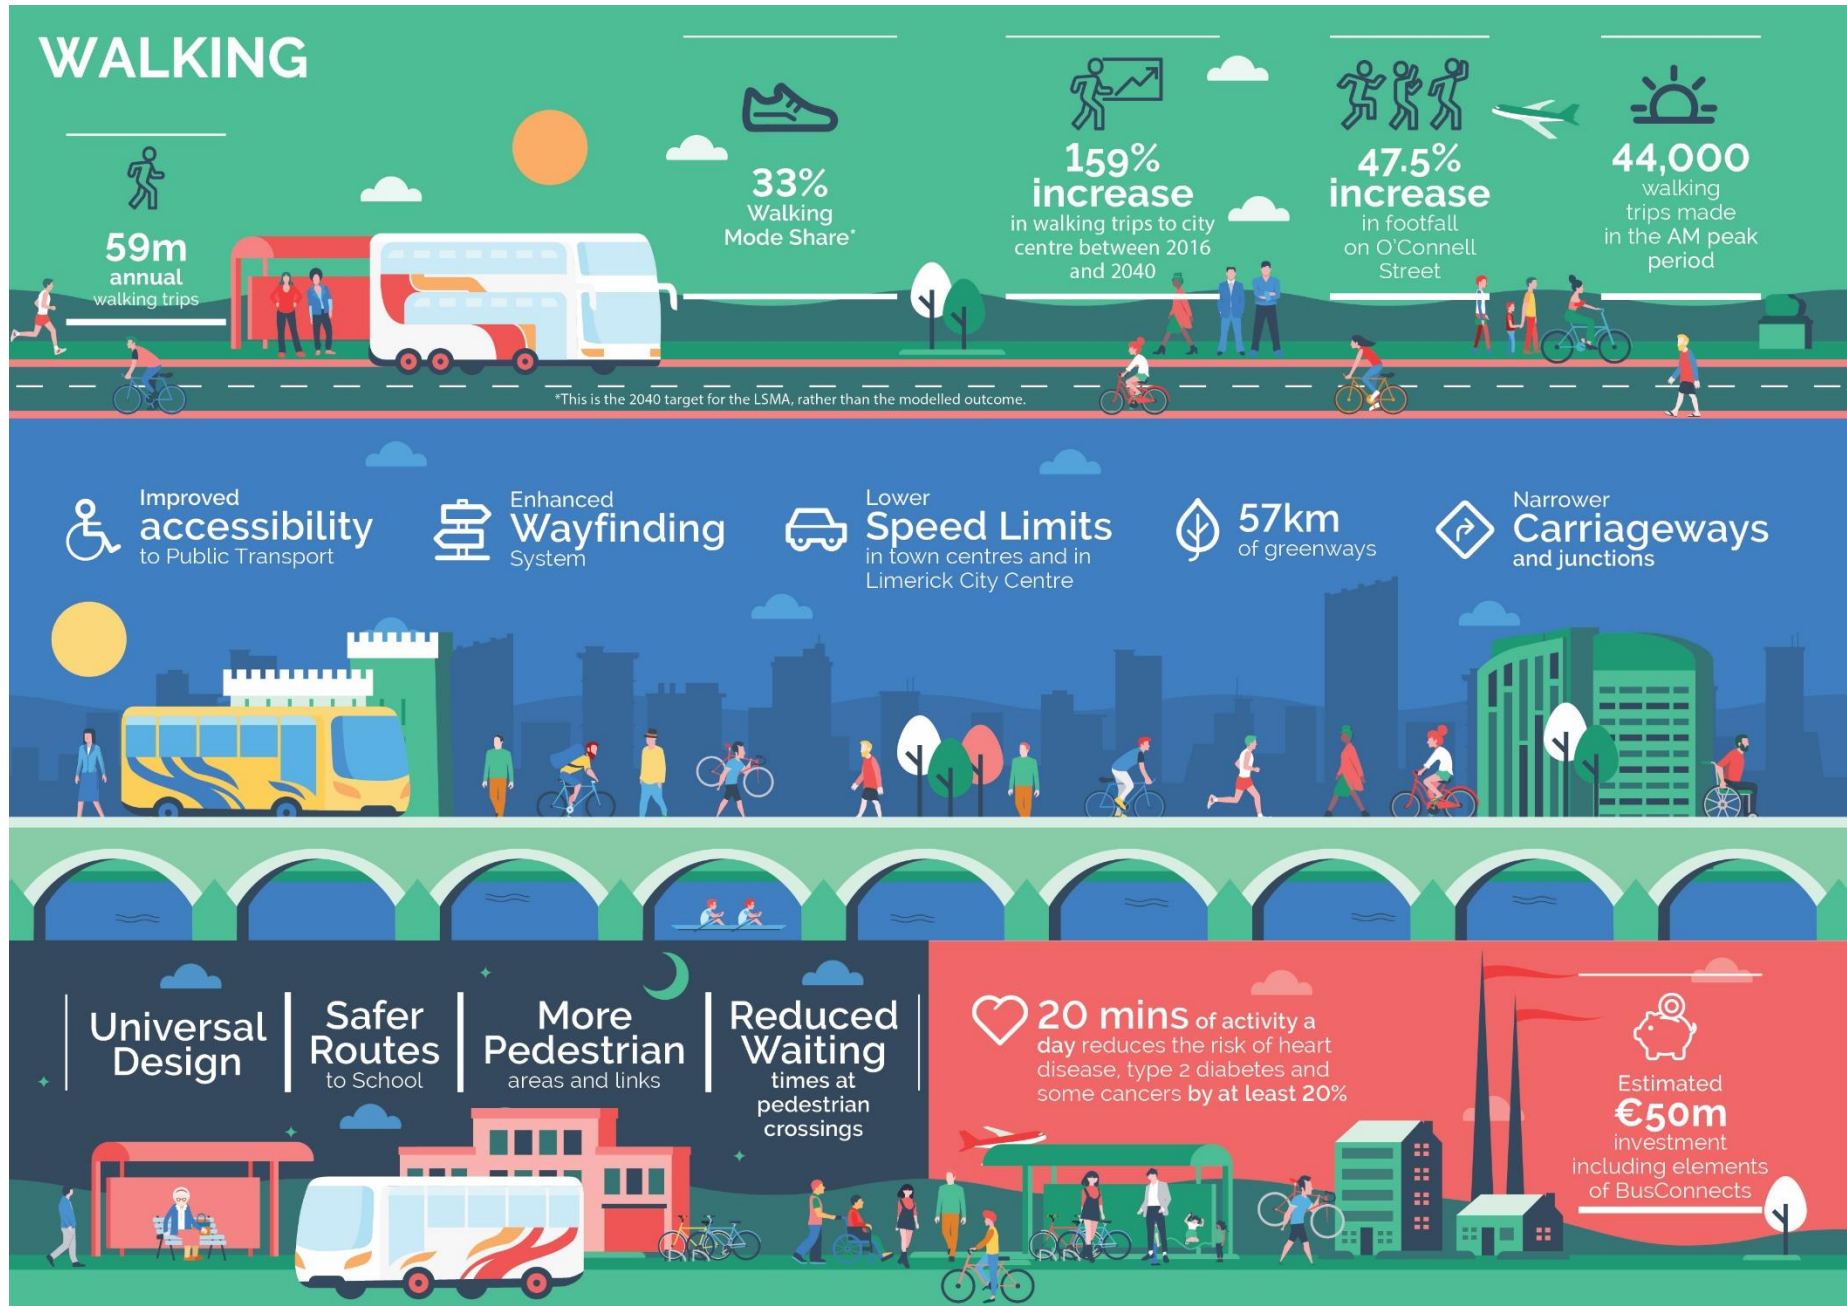 WALKING
59m
annual
walking trips
33%
Walking
Mode Share*
159%
increase
in walking trips to city
centre between 2016
and 2040
47.5%
increase
in footfall
on O'Connell
Street
44,000
walking
trips made
in the AM peak
period
*This is the 2040 target for the LSMA, rather than the modelled outcome.
Improved
accessibility
to Public Transport
Enhanced
Wayfinding
System
Lower
Speed Limits
in town centres and in
Limerick City Centre
57km
of greenways
Narrower
Carriageways
and junctions
Universal
Design
Safer
Routes
to School
More
Pedestrian
areas and links
Reduced
Waiting
times at
pedestrian
crossings
20 mins of activity a
day reduces the risk of heart
disease, type 2 diabetes and
some cancers by at least 20%
Estimated
€50m
investment
including elements
of BusConnects